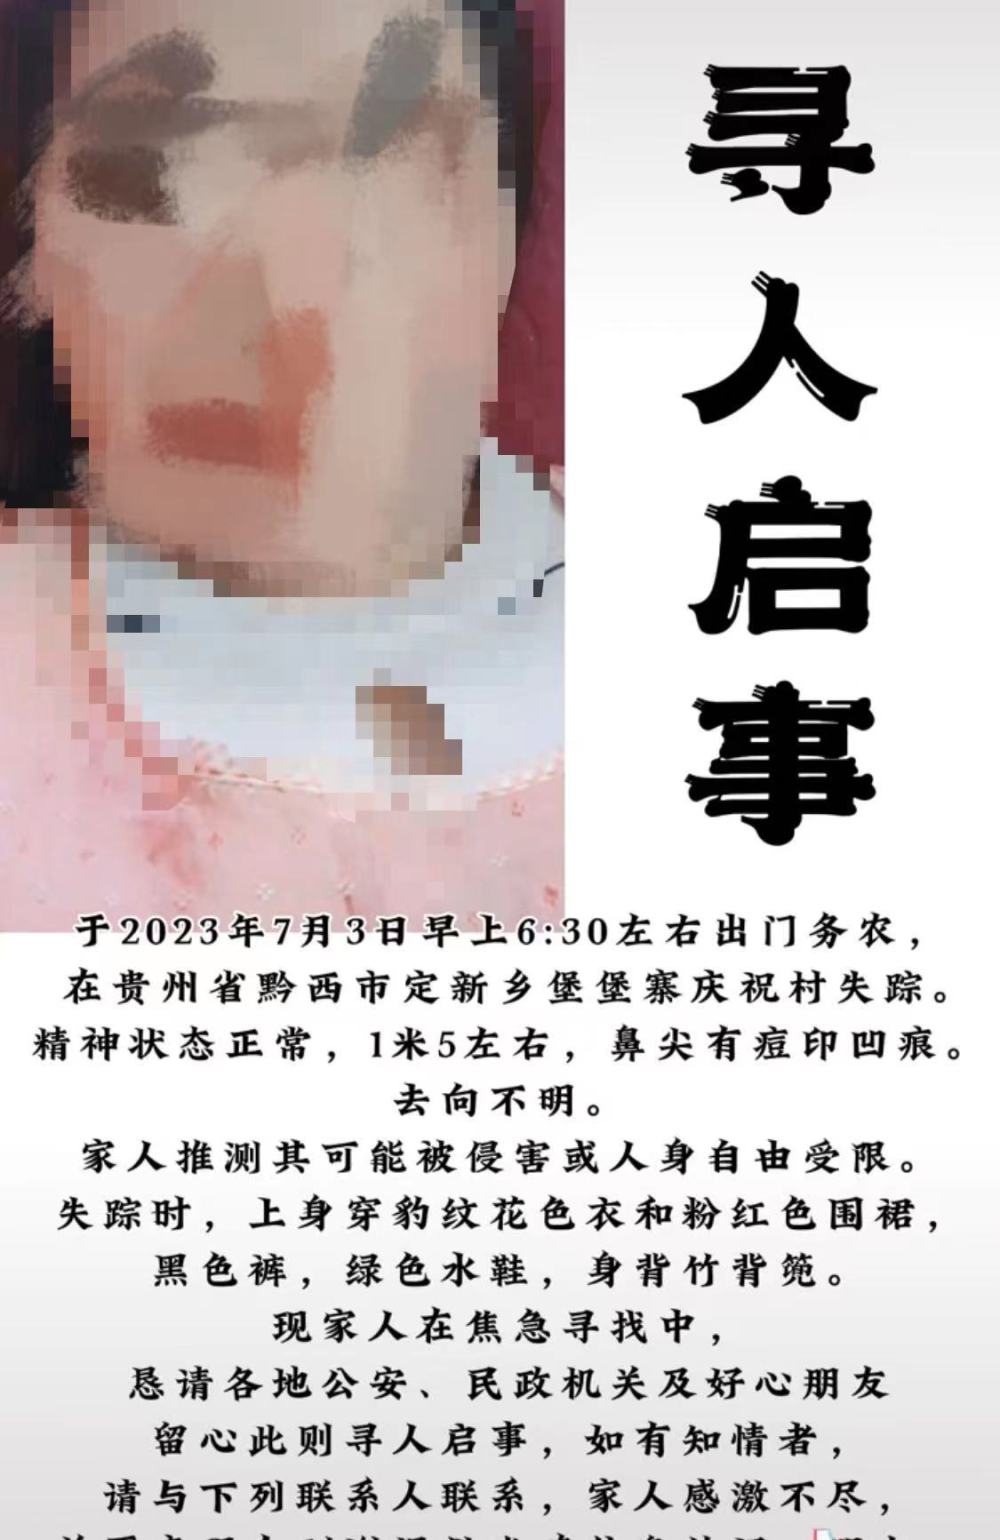 寻人启事
于2023年7月3日早上6:30左右出门务农，
在贵州省黔西市定新乡堡堡寨庆祝村失踪。
精神状态正常，1米5左右，鼻尖有痘印凹痕。
去向不明。
家人推测其可能被侵害或人身自由受限。
失踪时，上身穿豹纹花色衣和粉红色围裙，
黑色裤，绿色水鞋，身背竹背篼。
现家人在焦急寻找中，
恳请各地公安、民政机关及好心朋友
留心此则寻人启事，如有知情者，
请与下列联系人联系，家人感激不尽，